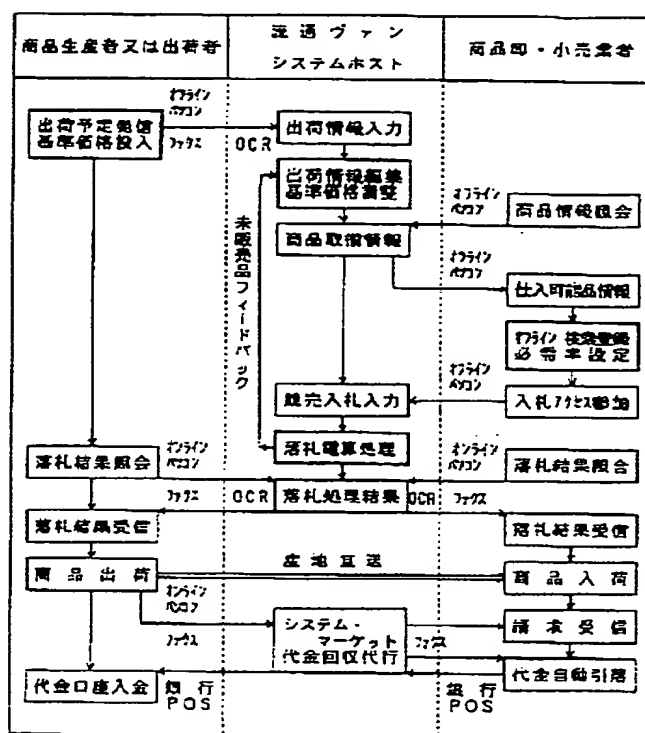 商品生産者又は出荷者
流通ヴァン
システムホスト
商品卸・小売業者
オフライン
パソコン
出荷予定発信
基準価格投入
ファクス
OCR
出荷情報入力
出荷情報編集
基準価格調整
オフライン
パソコン
商品情報照会
商品取揃情報
未販売品フィードバック
オフライン
パソコン
仕入可能品情報
オフライン 検索登録
必需率設定
オフライン
パソコン
競売入札入力
入札アクセス参加
落札電算処理
オンライン
パソコン
落札結果照会
オンライン
パソコン
落札結果照合
ファクス
OCR
落札処理結果
OCR
ファクス
落札結果受信
落札結果受信
産地直送
商品出荷
商品入荷
オンライン
パソコン
ファクス
システム・
マーケット
代金回収代行
ファクス
請求受信
代金口座入金
銀行
POS
銀行
POS
代金自動引落